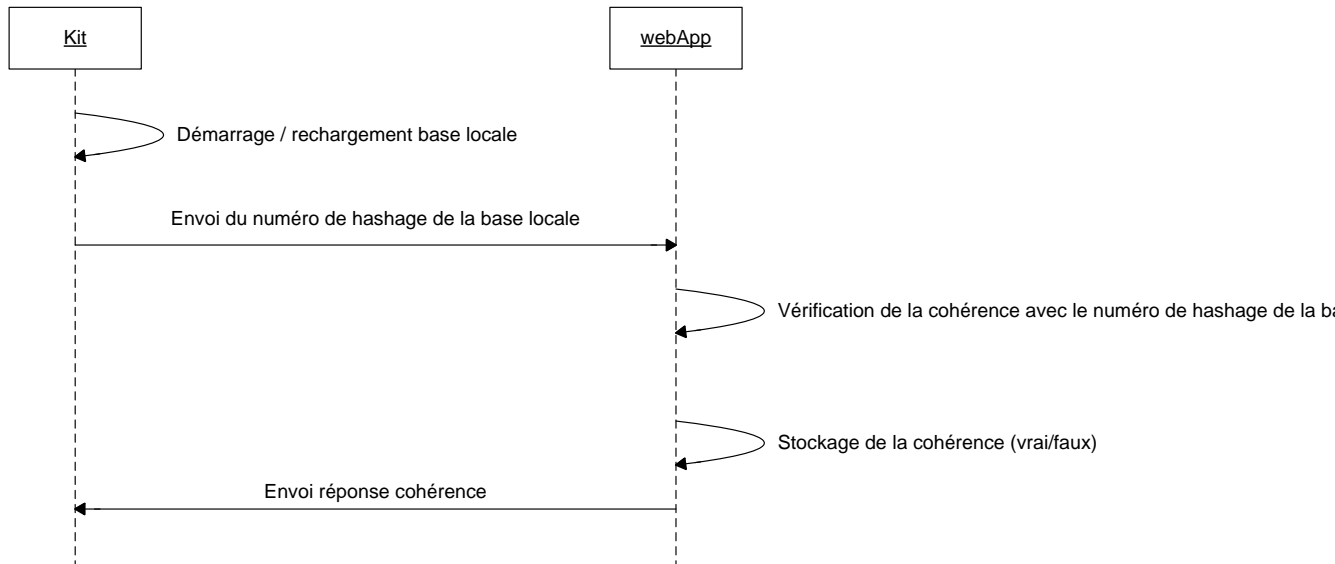 Kit
webApp
Démarrage / rechargement base locale
Envoi du numéro de hashage de la base locale
Vérification de la cohérence avec le numéro de hashage de la
Stockage de la cohérence (vrai/faux)
Envoi réponse cohérence